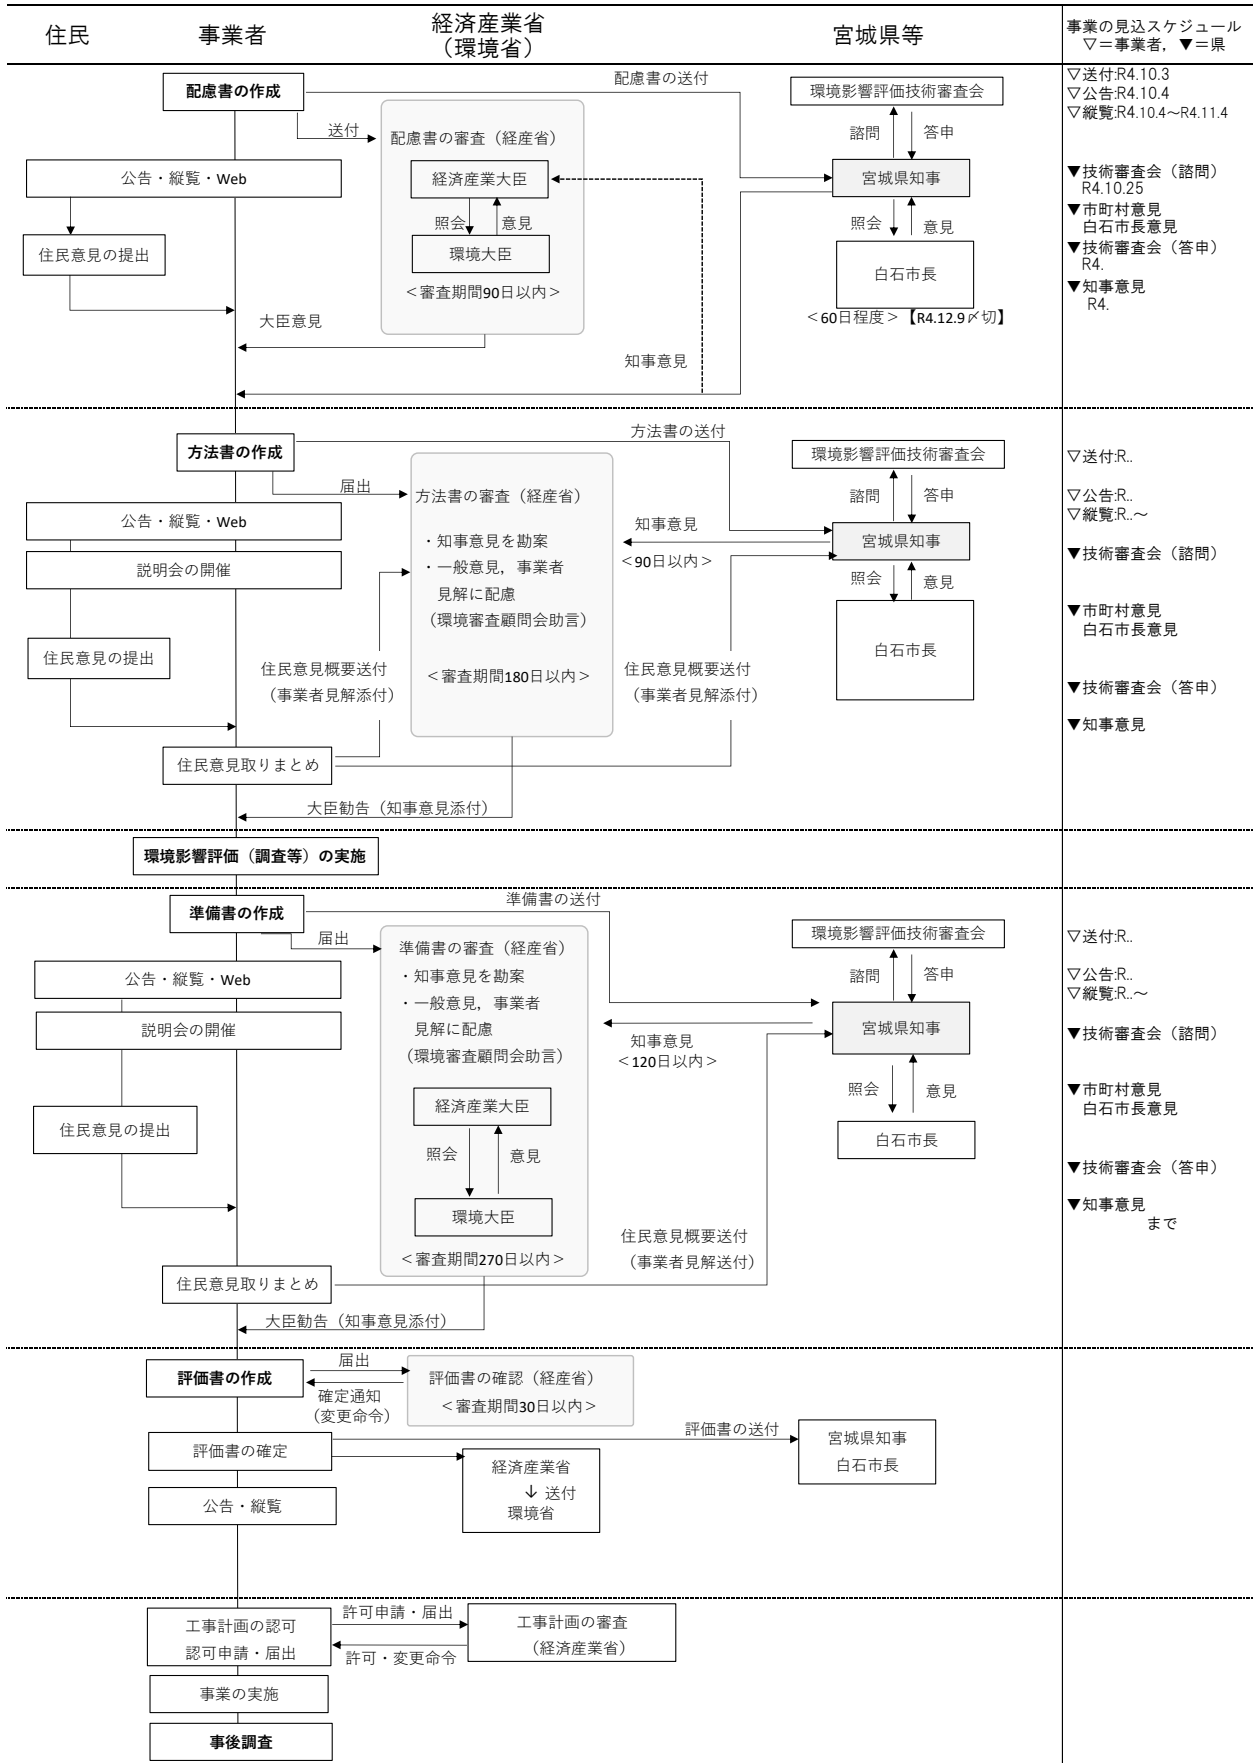 住民
事業者
経済産業省
（環境省）
宮城県等
事業の見込スケジュール
▽＝事業者，▼＝県
配慮書の作成
配慮書の送付
環境影響評価技術審査会
▽送付:R4.10.3
▽公告:R4.10.4
▽縦覧:R4.10.4～R4.11.4
送付
配慮書の審査（経産省）
諮問
答申
公告・縦覧・Web
経済産業大臣
宮城県知事
▼技術審査会（諮問）
R4.10.25
照会
意見
照会
意見
▼市町村意見
白石市長意見
住民意見の提出
環境大臣
白石市長
▼技術審査会（答申）
R4.
＜審査期間90日以内＞
▼知事意見
R4.
大臣意見
＜60日程度＞【R4.12.9〆切】
知事意見
方法書の作成
方法書の送付
環境影響評価技術審査会
▽送付:R..
届出
方法書の審査（経産省）
諮問
答申
▽公告:R..
▽縦覧:R..～
公告・縦覧・Web
・知事意見を勘案
・一般意見，事業者
見解に配慮
（環境審査顧問会助言）
知事意見
＜90日以内＞
宮城県知事
▼技術審査会（諮問）
説明会の開催
照会
意見
▼市町村意見
白石市長意見
住民意見の提出
住民意見概要送付
（事業者見解添付）
＜審査期間180日以内＞
住民意見概要送付
（事業者見解添付）
白石市長
▼技術審査会（答申）
▼知事意見
住民意見取りまとめ
大臣勧告（知事意見添付）
環境影響評価（調査等）の実施
準備書の作成
準備書の送付
環境影響評価技術審査会
▽送付:R..
届出
準備書の審査（経産省）
諮問
答申
▽公告:R..
▽縦覧:R..～
公告・縦覧・Web
・知事意見を勘案
・一般意見，事業者
見解に配慮
（環境審査顧問会助言）
説明会の開催
知事意見
＜120日以内＞
宮城県知事
▼技術審査会（諮問）
照会
意見
▼市町村意見
白石市長意見
経済産業大臣
住民意見の提出
白石市長
照会
意見
▼技術審査会（答申）
環境大臣
▼知事意見
まで
＜審査期間270日以内＞
住民意見概要送付
（事業者見解送付）
住民意見取りまとめ
大臣勧告（知事意見添付）
評価書の作成
届出
確定通知
（変更命令）
評価書の確認（経産省）
＜審査期間30日以内＞
評価書の送付
評価書の確定
宮城県知事
白石市長
経済産業省
↓ 送付
環境省
公告・縦覧
工事計画の認可
認可申請・届出
許可申請・届出
許可・変更命令
工事計画の審査
（経済産業省）
事業の実施
事後調査